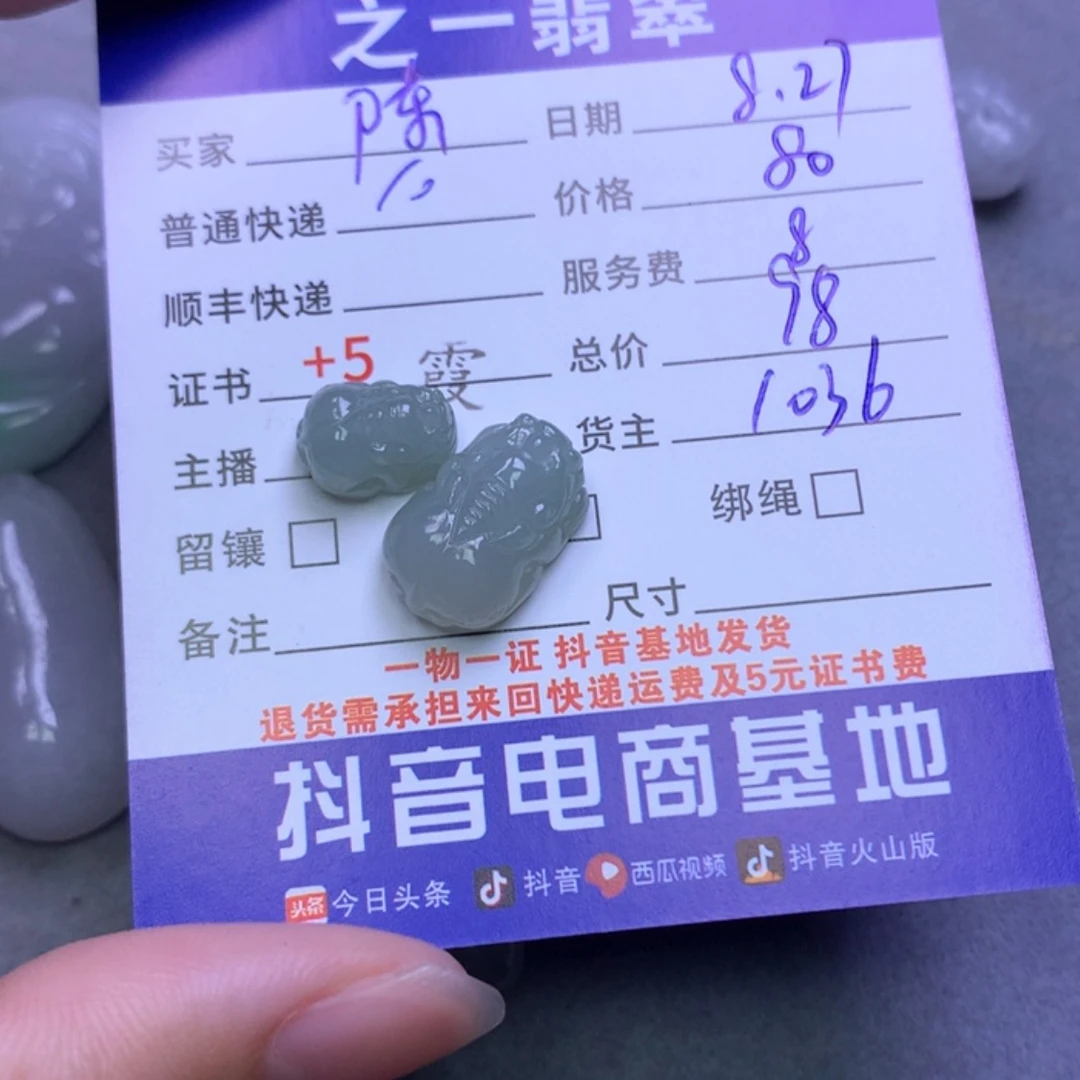 之一翡翠
买家 陈 日期 8.27
普通快递 10 价格 80
顺丰快递 服务费 8
证书 +5 霞 总价 98
主播 货主 1036
留镶 绑绳
备注 尺寸
一物一证 抖音基地发货
退货需承担来回快递运费及5元证书费
抖音电商基地
头条 今日头条 抖音 西瓜视频 抖音火山版